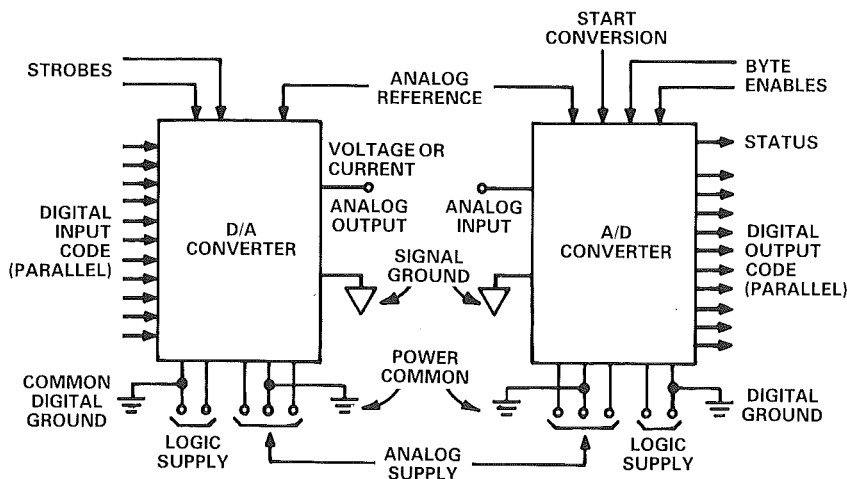 START
CONVERSION
STROBES
ANALOG
REFERENCE
BYTE
ENABLES
VOLTAGE OR
CURRENT
STATUS
DIGITAL
INPUT
CODE
(PARALLEL)
D/A
CONVERTER
ANALOG
OUTPUT
ANALOG
INPUT
A/D
CONVERTER
DIGITAL
OUTPUT
CODE
(PARALLEL)
SIGNAL
GROUND
COMMON
DIGITAL
GROUND
POWER
COMMON
DIGITAL
GROUND
LOGIC
SUPPLY
ANALOG
SUPPLY
LOGIC
SUPPLY